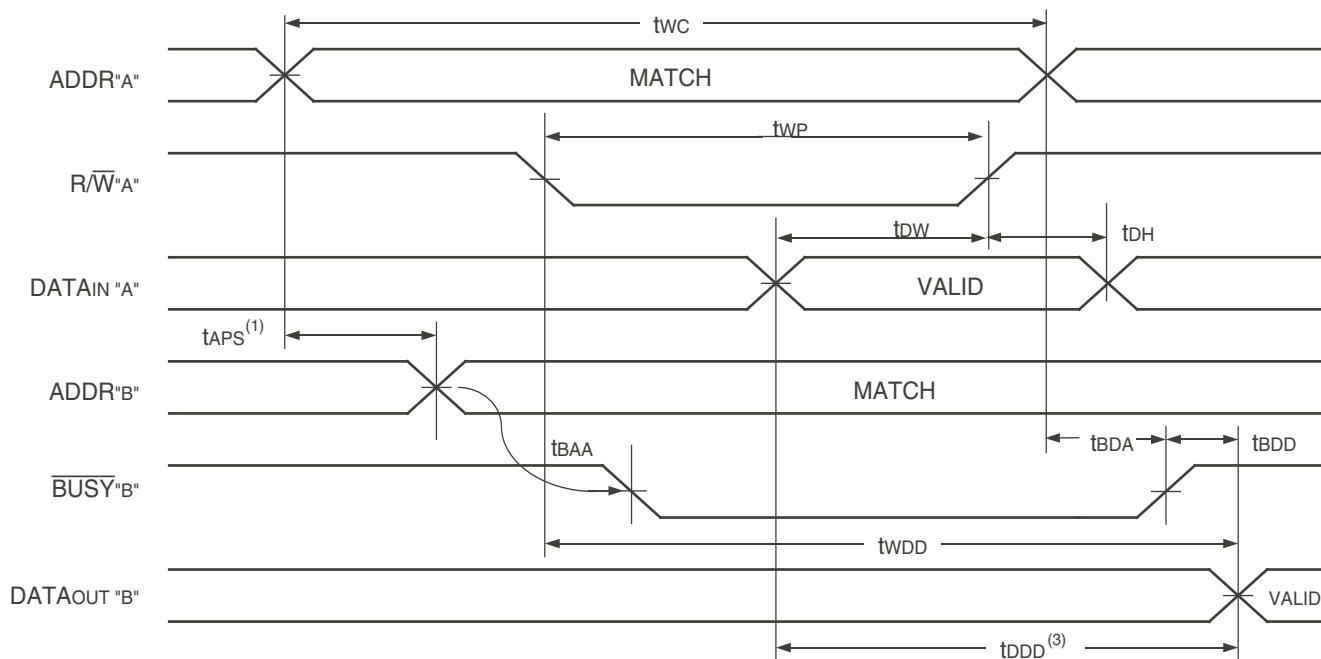 tWC
ADDR"A"
MATCH
tWP
R/W̅"A"
tDW
tDH
DATAIN "A"
VALID
tAPS(1)
ADDR"B"
MATCH
tBAA
tBDA
tBDD
B̅U̅S̅Y̅"B"
tWDD
DATAOUT "B"
VALID
tDDD(3)